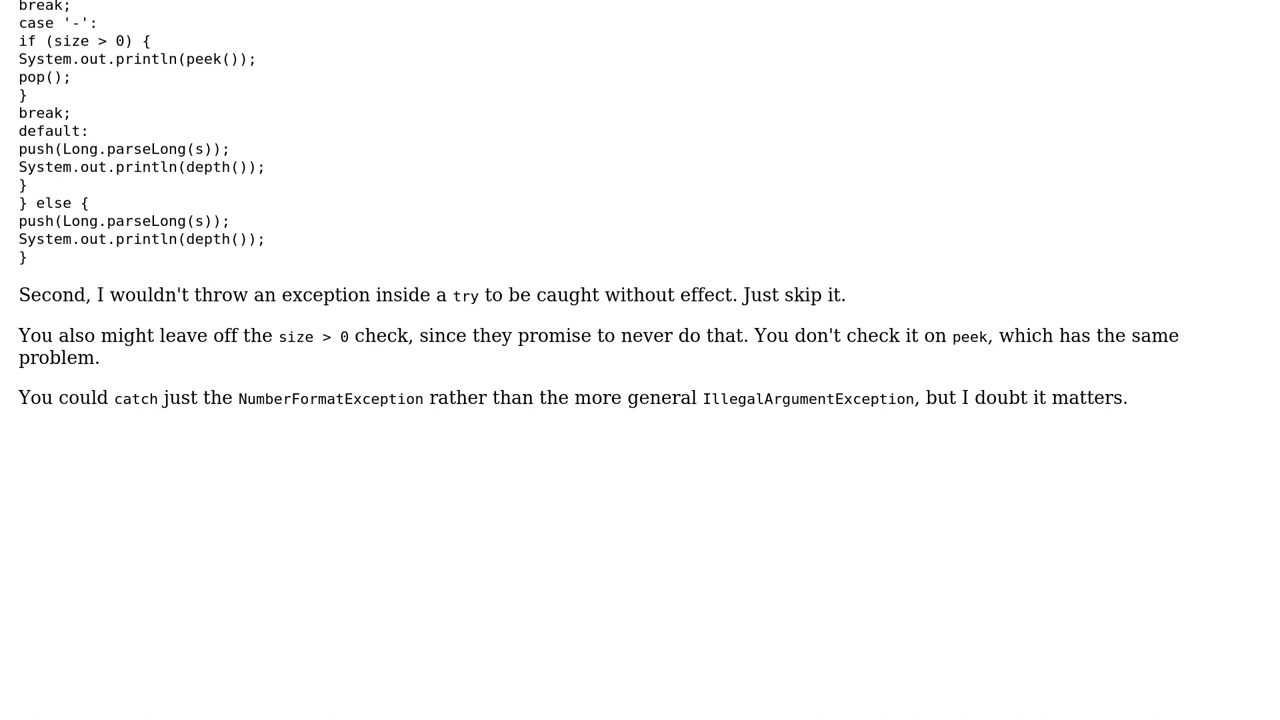 break;
case '-':
if (size > 0) {
System.out.println(peek());
pop();
}
break;
default:
push(Long.parseLong(s));
System.out.println(depth());
}
} else {
push(Long.parseLong(s));
System.out.println(depth());
}
Second, I wouldn't throw an exception inside a try to be caught without effect. Just skip it.
You also might leave off the size > 0 check, since they promise to never do that. You don't check it on peek, which has the same
problem.
You could catch just the NumberFormatException rather than the more general IllegalArgumentException, but I doubt it matters.